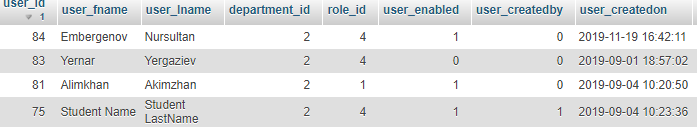 user_id 1 user_fname user_lname department_id role_id user_enabled user_createdby user_createdon
84 Embergenov Nursultan 2 4 1 0 2019-11-19 16:42:11
83 Yernar Yergaziev 2 4 0 0 2019-09-01 18:57:02
81 Alimkhan Akimzhan 2 1 1 0 2019-09-04 10:20:50
75 Student Name Student LastName 2 4 1 1 2019-09-04 10:23:36